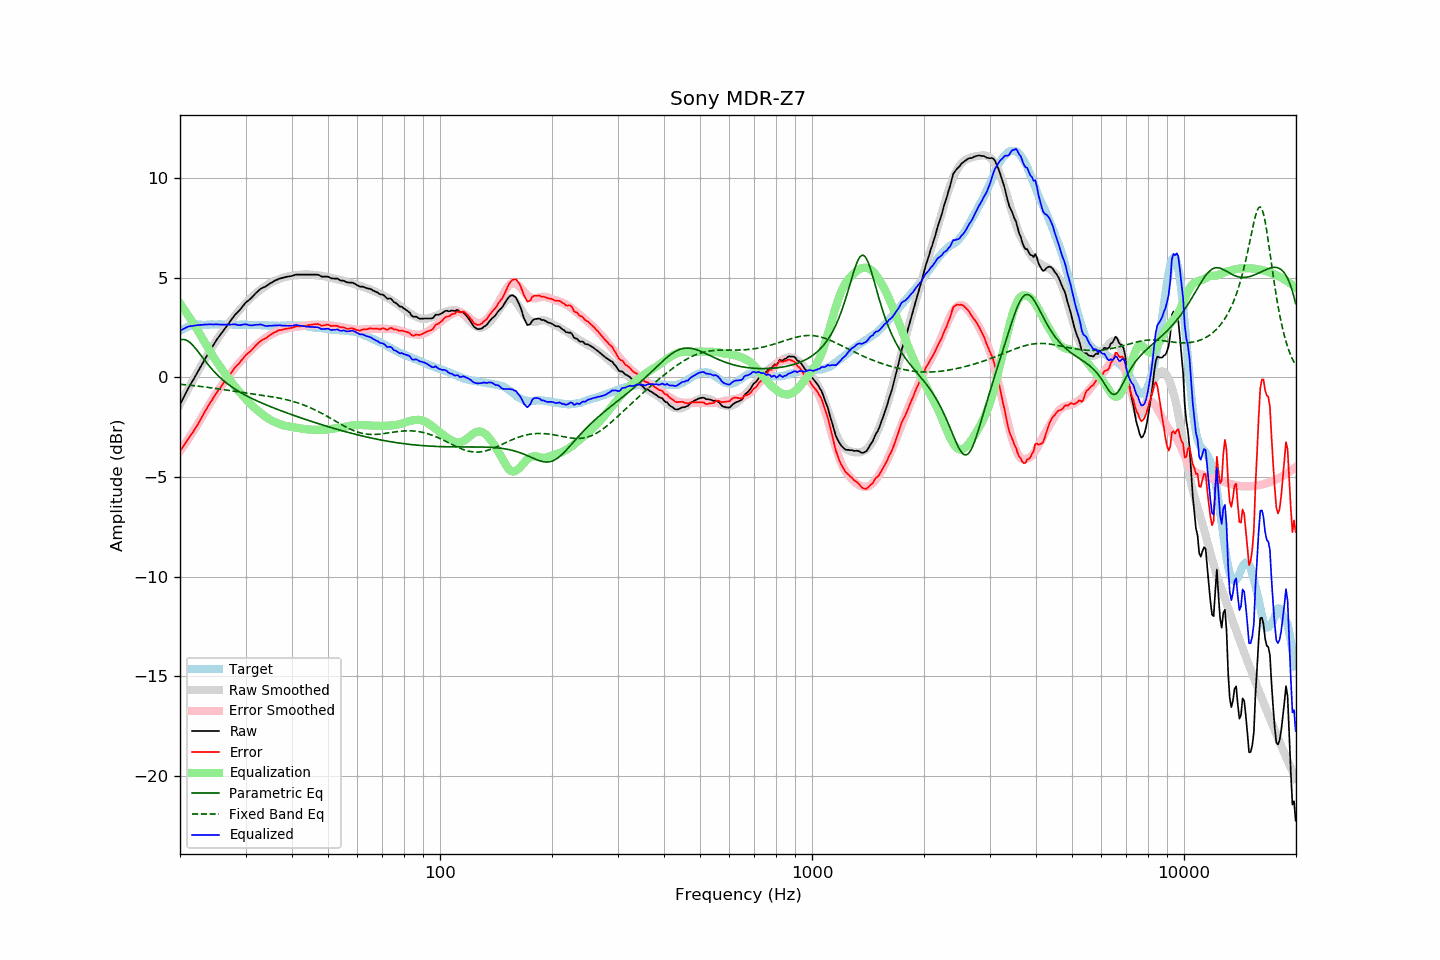 Sony MDR-Z7
Amplitude (dBr)
10
5
0
−5
−10
−15
−20
Target
Raw Smoothed
Error Smoothed
Raw
Error
Equalization
Parametric Eq
Fixed Band Eq
Equalized
100
1000
10000
Frequency (Hz)